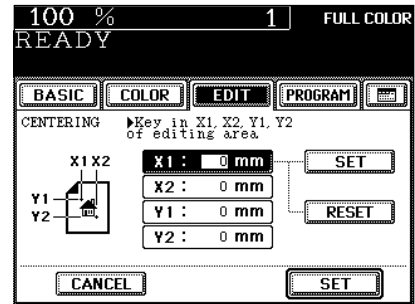 100 % 1 FULL COLOR
READY
BASIC COLOR EDIT PROGRAM
CENTERING ▶Key in X1, X2, Y1, Y2
of editing area
X1 X2
Y1
Y2
X1 : 0 mm SET
X2 : 0 mm
Y1 : 0 mm RESET
Y2 : 0 mm
CANCEL SET